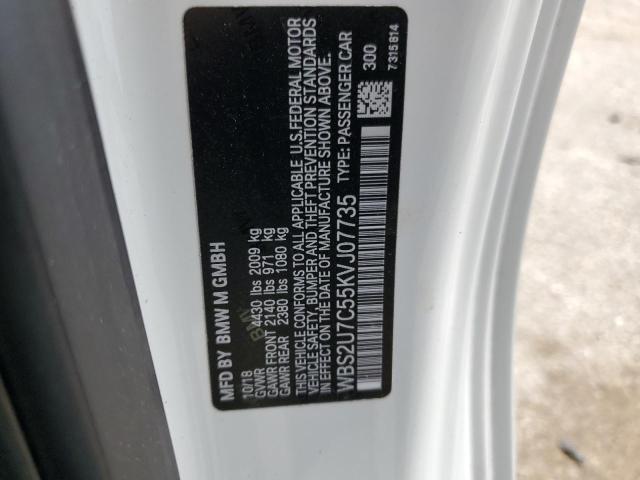 MFD BY BMW M GMBH
10/18
GVWR 4430 lbs 2009 kg
GAWR FRONT 2140 lbs 971 kg
GAWR REAR 2380 lbs 1080 kg
THIS VEHICLE CONFORMS TO ALL APPLICABLE U.S.FEDERAL MOTOR
VEHICLE SAFETY, BUMPER AND THEFT PREVENTION STANDARDS
IN EFFECT ON THE DATE OF MANUFACTURE SHOWN ABOVE.
WBS2U7C55KVJ07735 TYPE: PASSENGER CAR
300
7315814